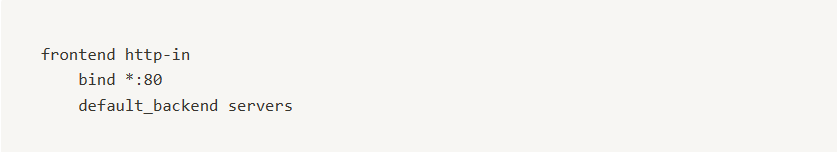 frontend http-in
    bind *:80
    default_backend servers